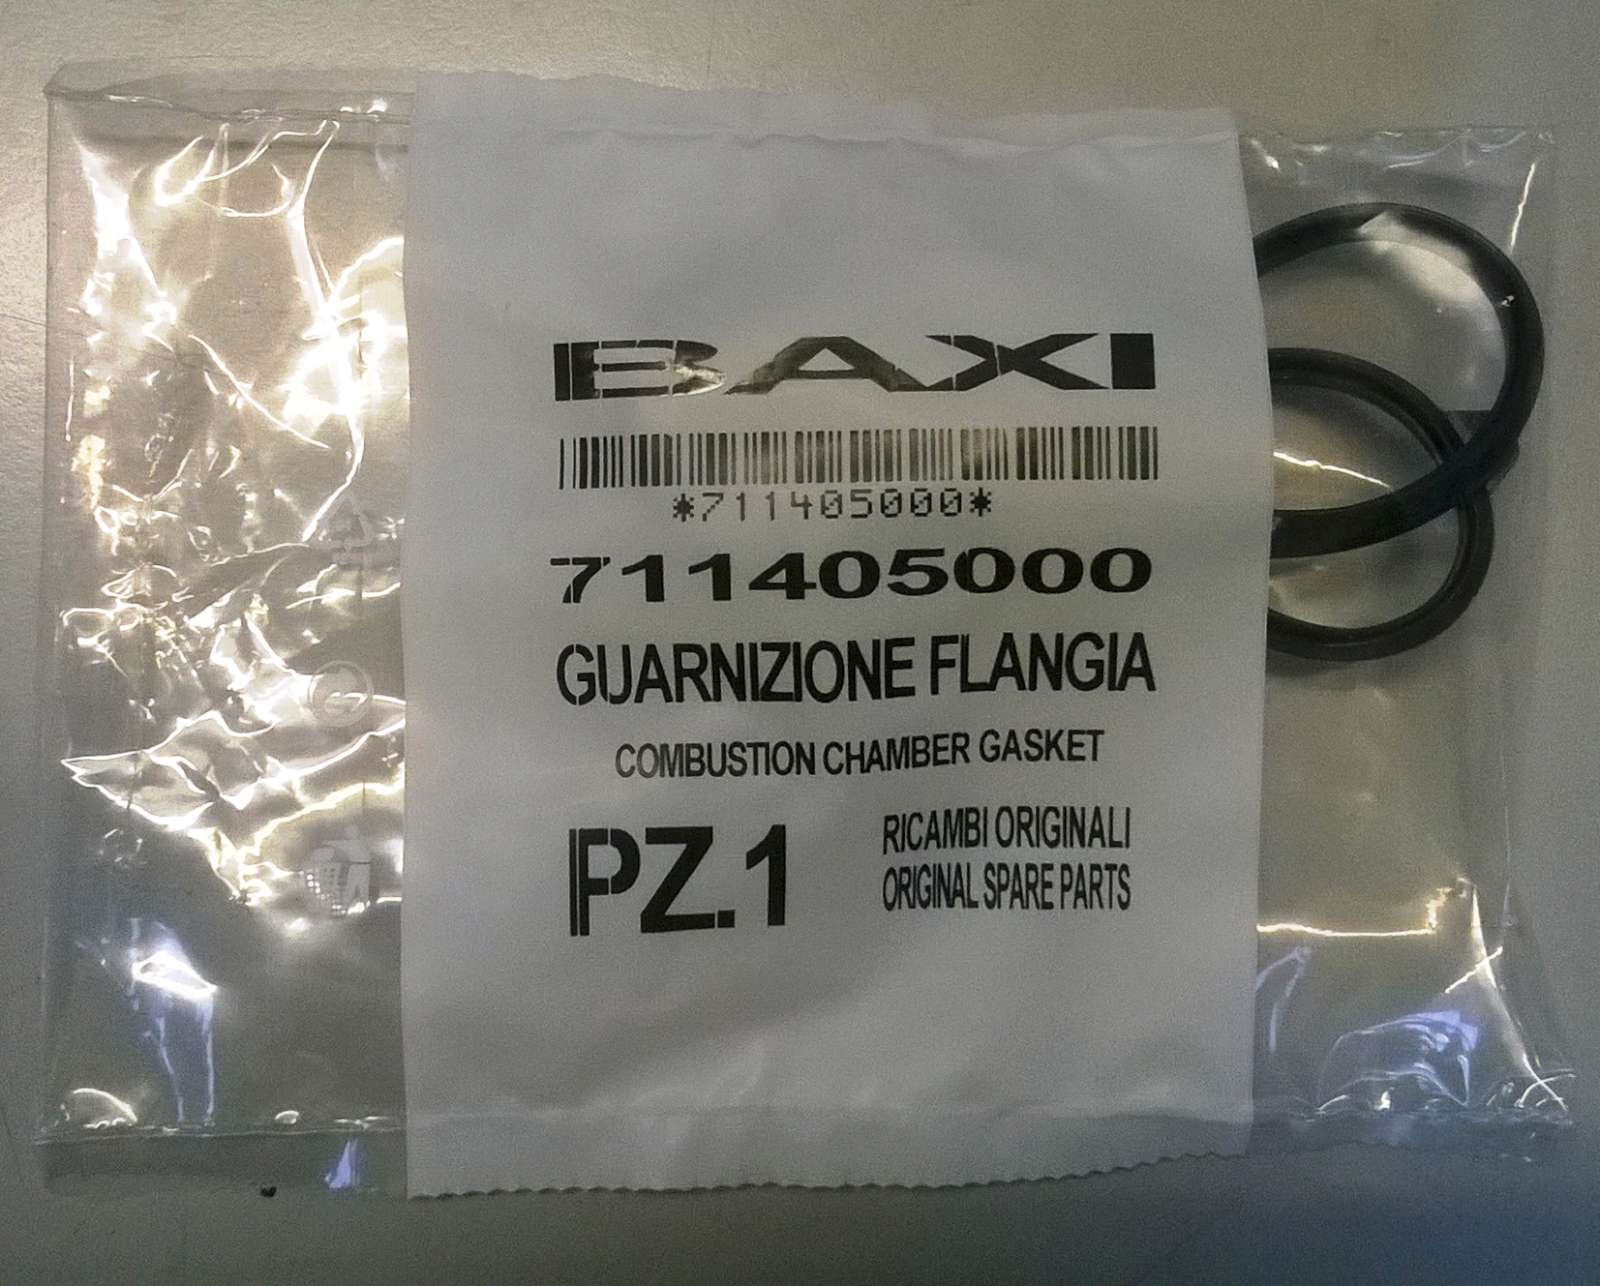 BAXI
*711405000*
711405000
GUARNIZIONE FLANGIA
COMBUSTION CHAMBER GASKET
PZ.1
RICAMBI ORIGINALI
ORIGINAL SPARE PARTS